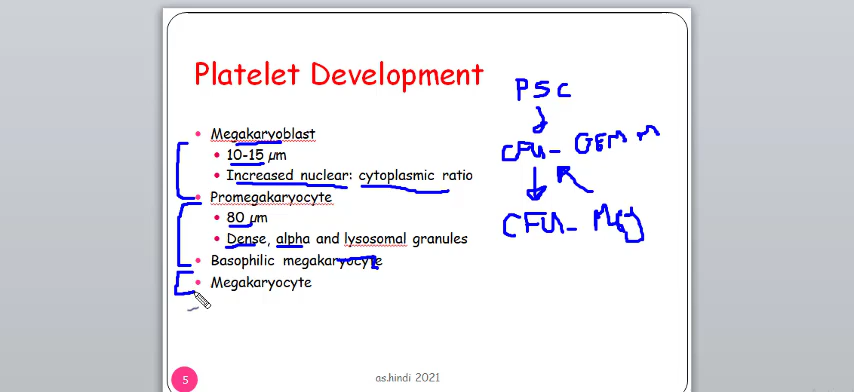 Platelet Development
PSC
• Megakaryoblast
• 10-15 µm
CFU- GEMM
• Increased nuclear: cytoplasmic ratio
• Promegakaryocyte
• 80 µm
CFU- Meg
• Dense, alpha and lysosomal granules
• Basophilic megakaryocyte
• Megakaryocyte
5
as.hindi 2021